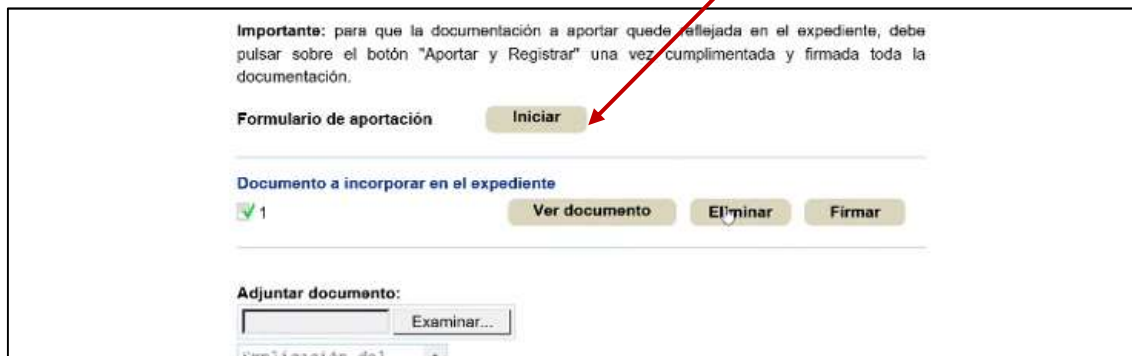 Importante: para que la documentación a aportar quede reflejada en el expediente, debe
pulsar sobre el botón "Aportar y Registrar" una vez cumplimentada y firmada toda la
documentación.
Formulario de aportación Iniciar
Documento a incorporar en el expediente
1 Ver documento Eliminar Firmar
Adjuntar documento:
Examinar...